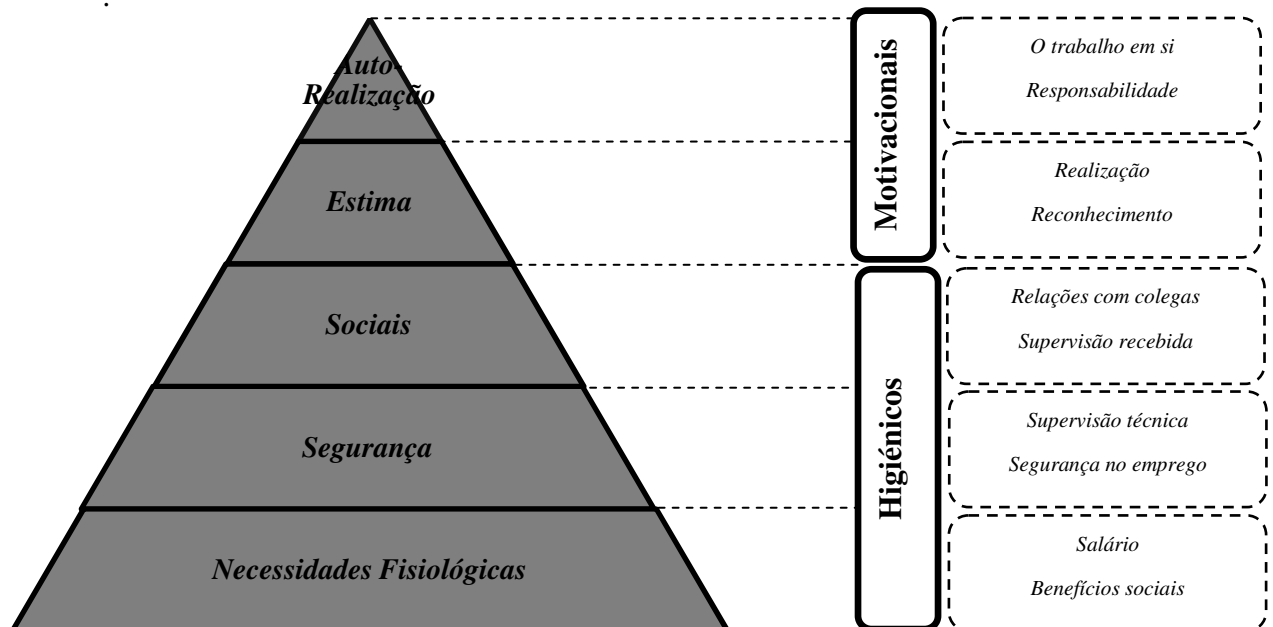 Auto-
Realização
Estima
Sociais
Segurança
Necessidades Fisiológicas
Motivacionais
Higiénicos
O trabalho em si
Responsabilidade
Realização
Reconhecimento
Relações com colegas
Supervisão recebida
Supervisão técnica
Segurança no emprego
Salário
Benefícios sociais